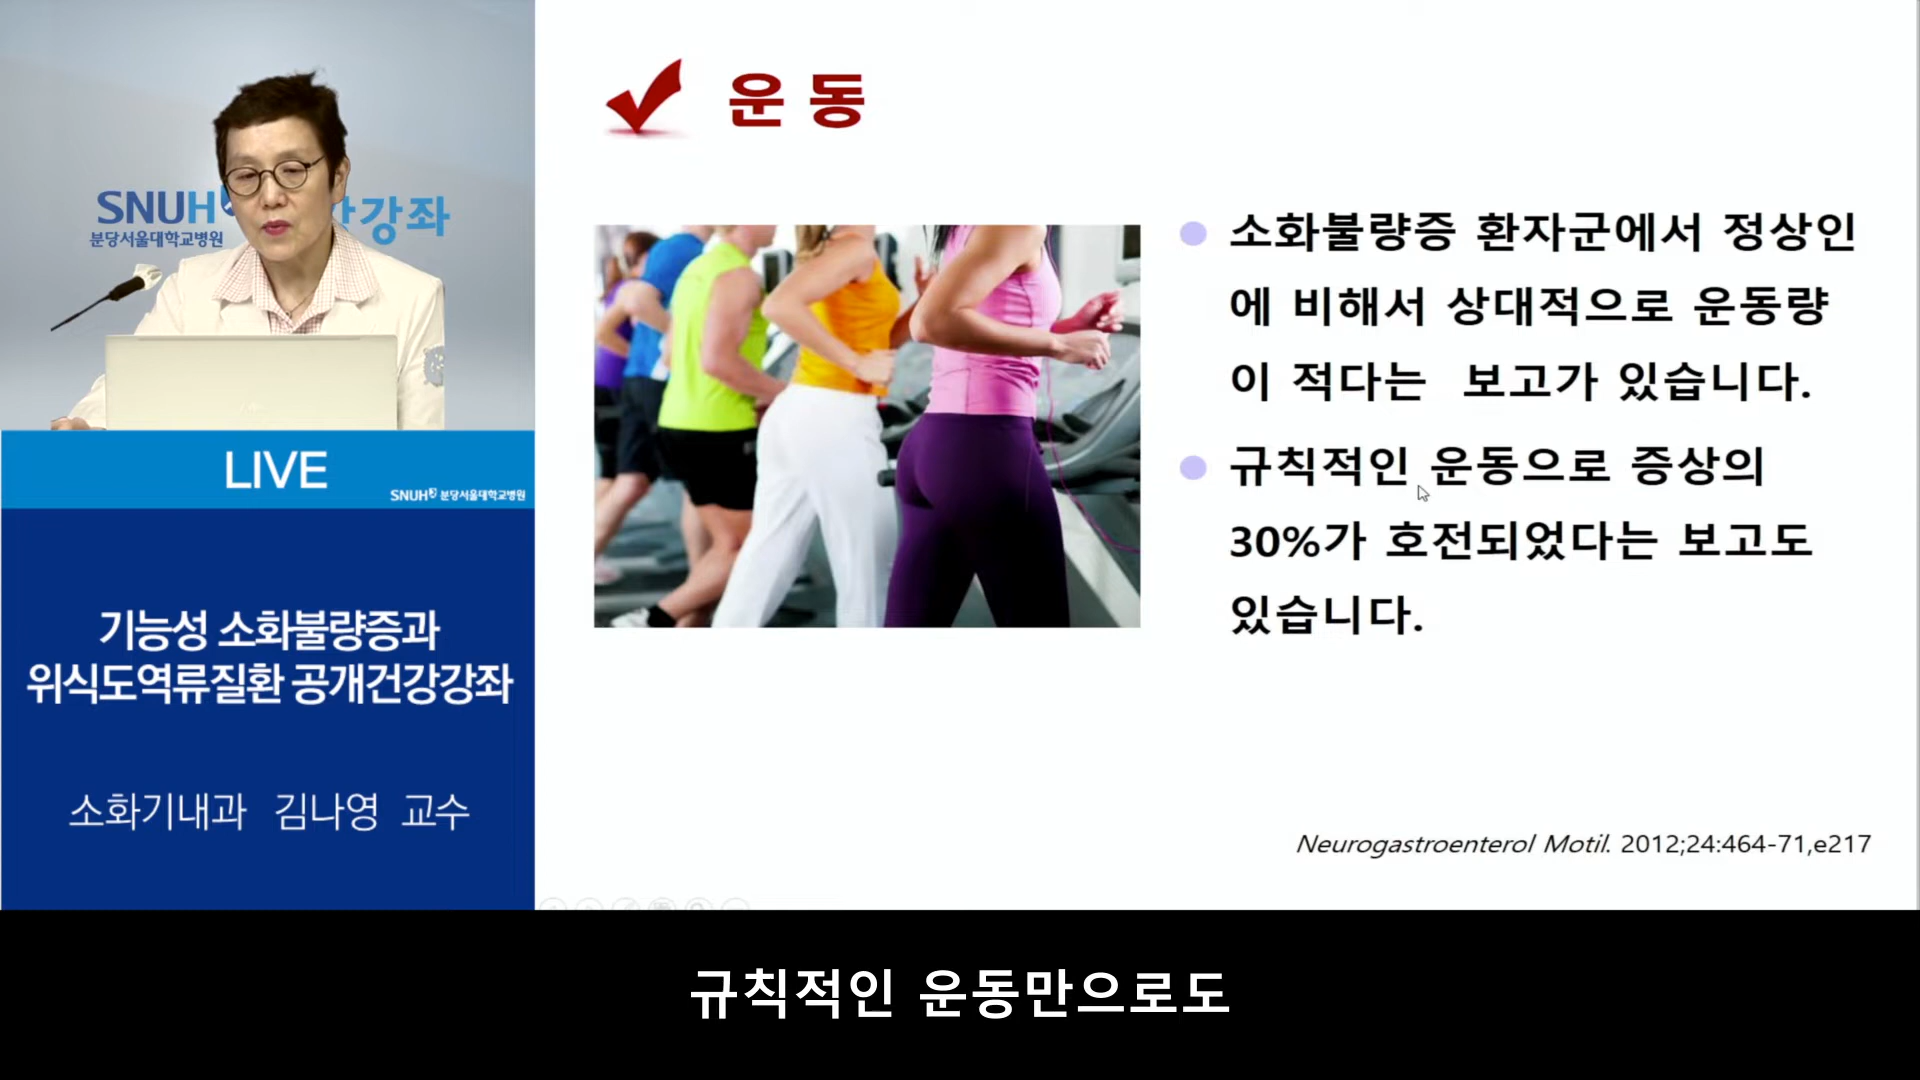 SNUH
강좌
분당서울대학교병원
LIVE
SNUH 분당서울대학교병원
기능성 소화불량증과
위식도역류질환 공개건강강좌
소화기내과 김나영 교수
운 동
소화불량증 환자군에서 정상인
에 비해서 상대적으로 운동량
이 적다는 보고가 있습니다.
규칙적인 운동으로 증상의
30%가 호전되었다는 보고도
있습니다.
Neurogastroenterol Motil. 2012;24:464-71,e217
규칙적인 운동만으로도